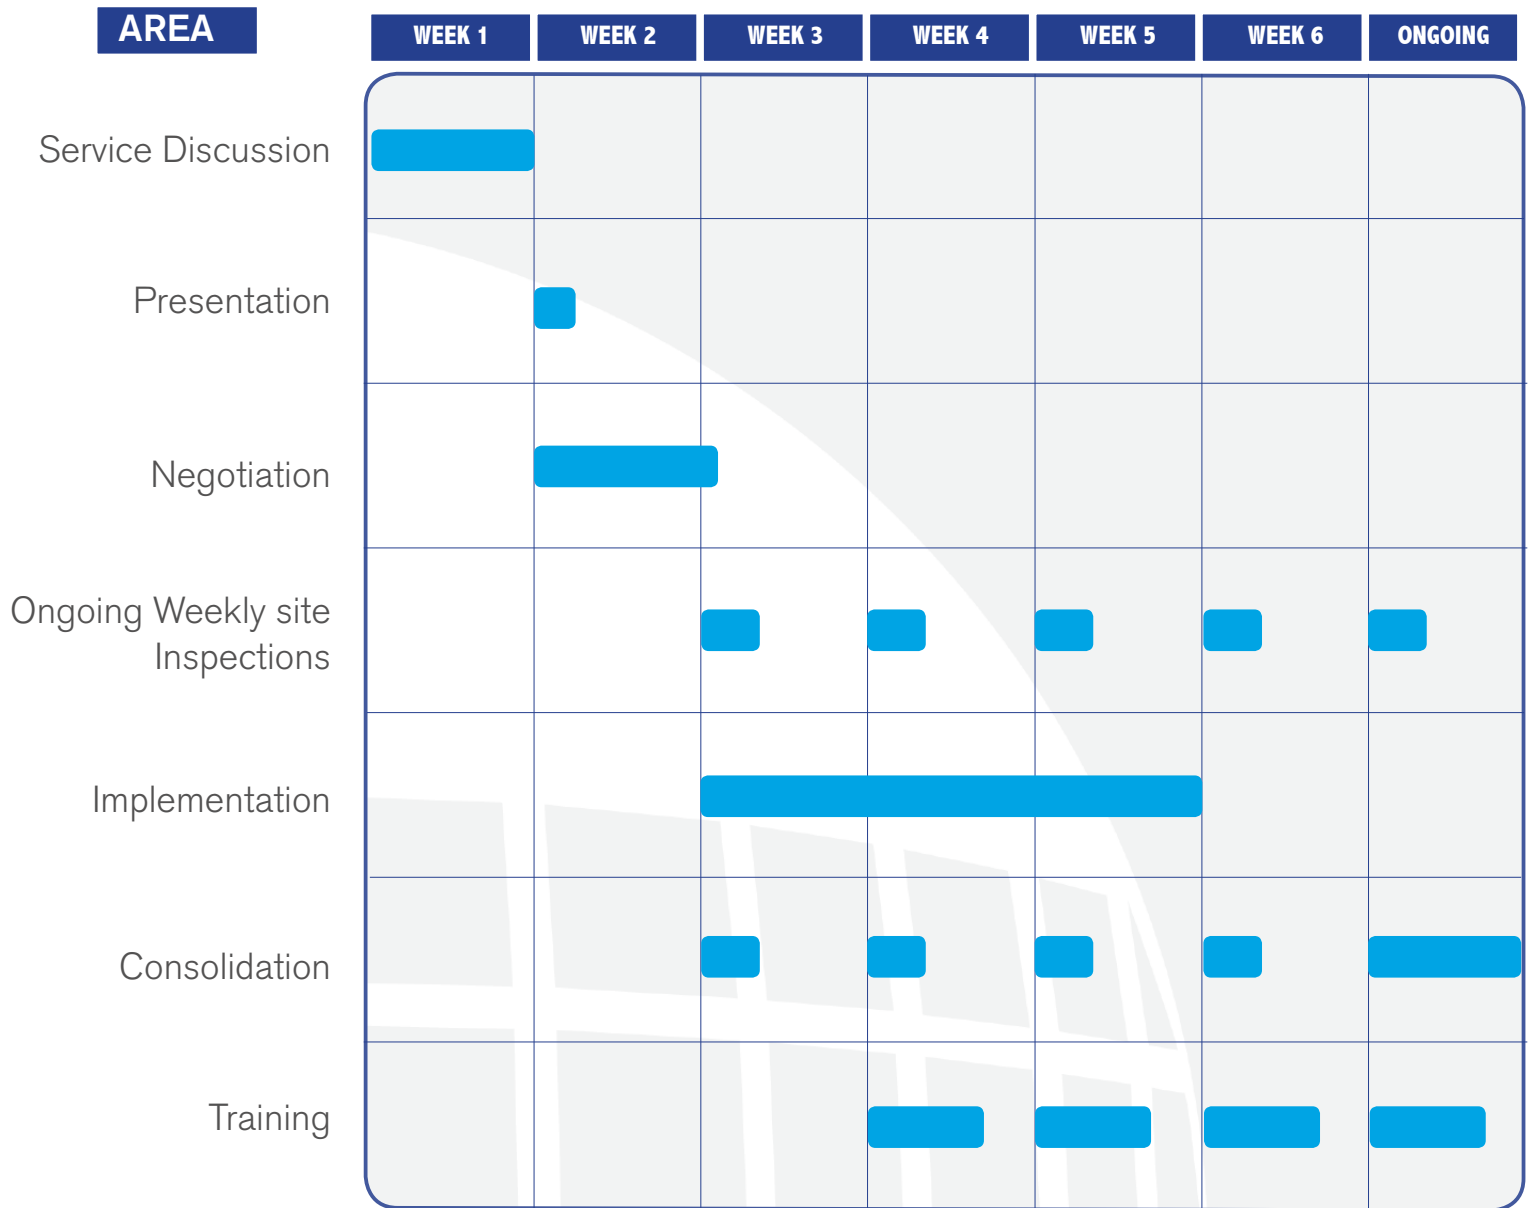 AREA
WEEK 1
WEEK 2
WEEK 3
WEEK 4
WEEK 5
WEEK 6
ONGOING
Service Discussion
Presentation
Negotiation
Ongoing Weekly site
Inspections
Implementation
Consolidation
Training